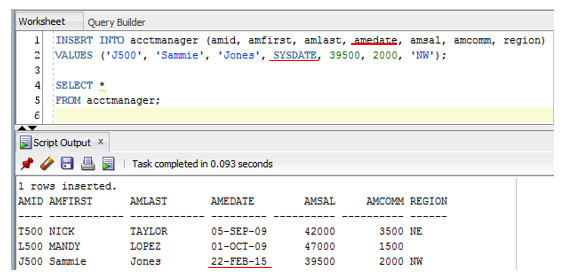 Worksheet Query Builder
1 INSERT INTO acctmanager (amid, amfirst, amlast, amedate, amsal, amcomm, region)
2 VALUES ('J500', 'Sammie', 'Jones', SYSDATE, 39500, 2000, 'NW');
3
4 SELECT *
5 FROM acctmanager;
6
Script Output x
Task completed in 0.093 seconds
1 rows inserted.
AMID AMFIRST AMLAST AMEDATE AMSAL AMCOMM REGION
---- ------------ ------------ --------- ---------- ---------- ------
T500 NICK TAYLOR 05-SEP-09 42000 3500 NE
L500 MANDY LOPEZ 01-OCT-09 47000 1500
J500 Sammie Jones 22-FEB-15 39500 2000 NW